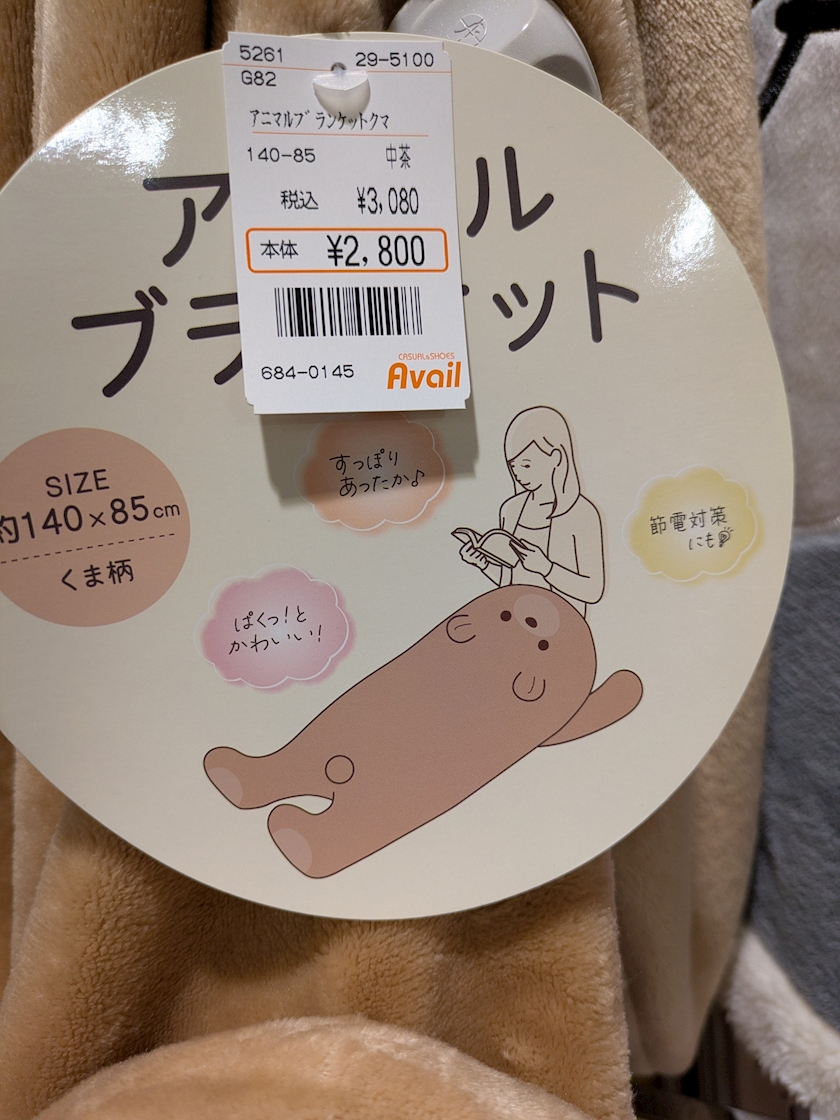 5261 29-5100
G82
アニマルブランケットクマ
140-85 中茶
税込 ¥3,080
本体 ¥2,800
684-0145
CASUAL&SHOES
Avail
ア ル
ブラ ット
SIZE
約140×85cm
くま柄
すっぽり
あったか♪
節電対策
にも
ぱくっ!と
かわいい!!